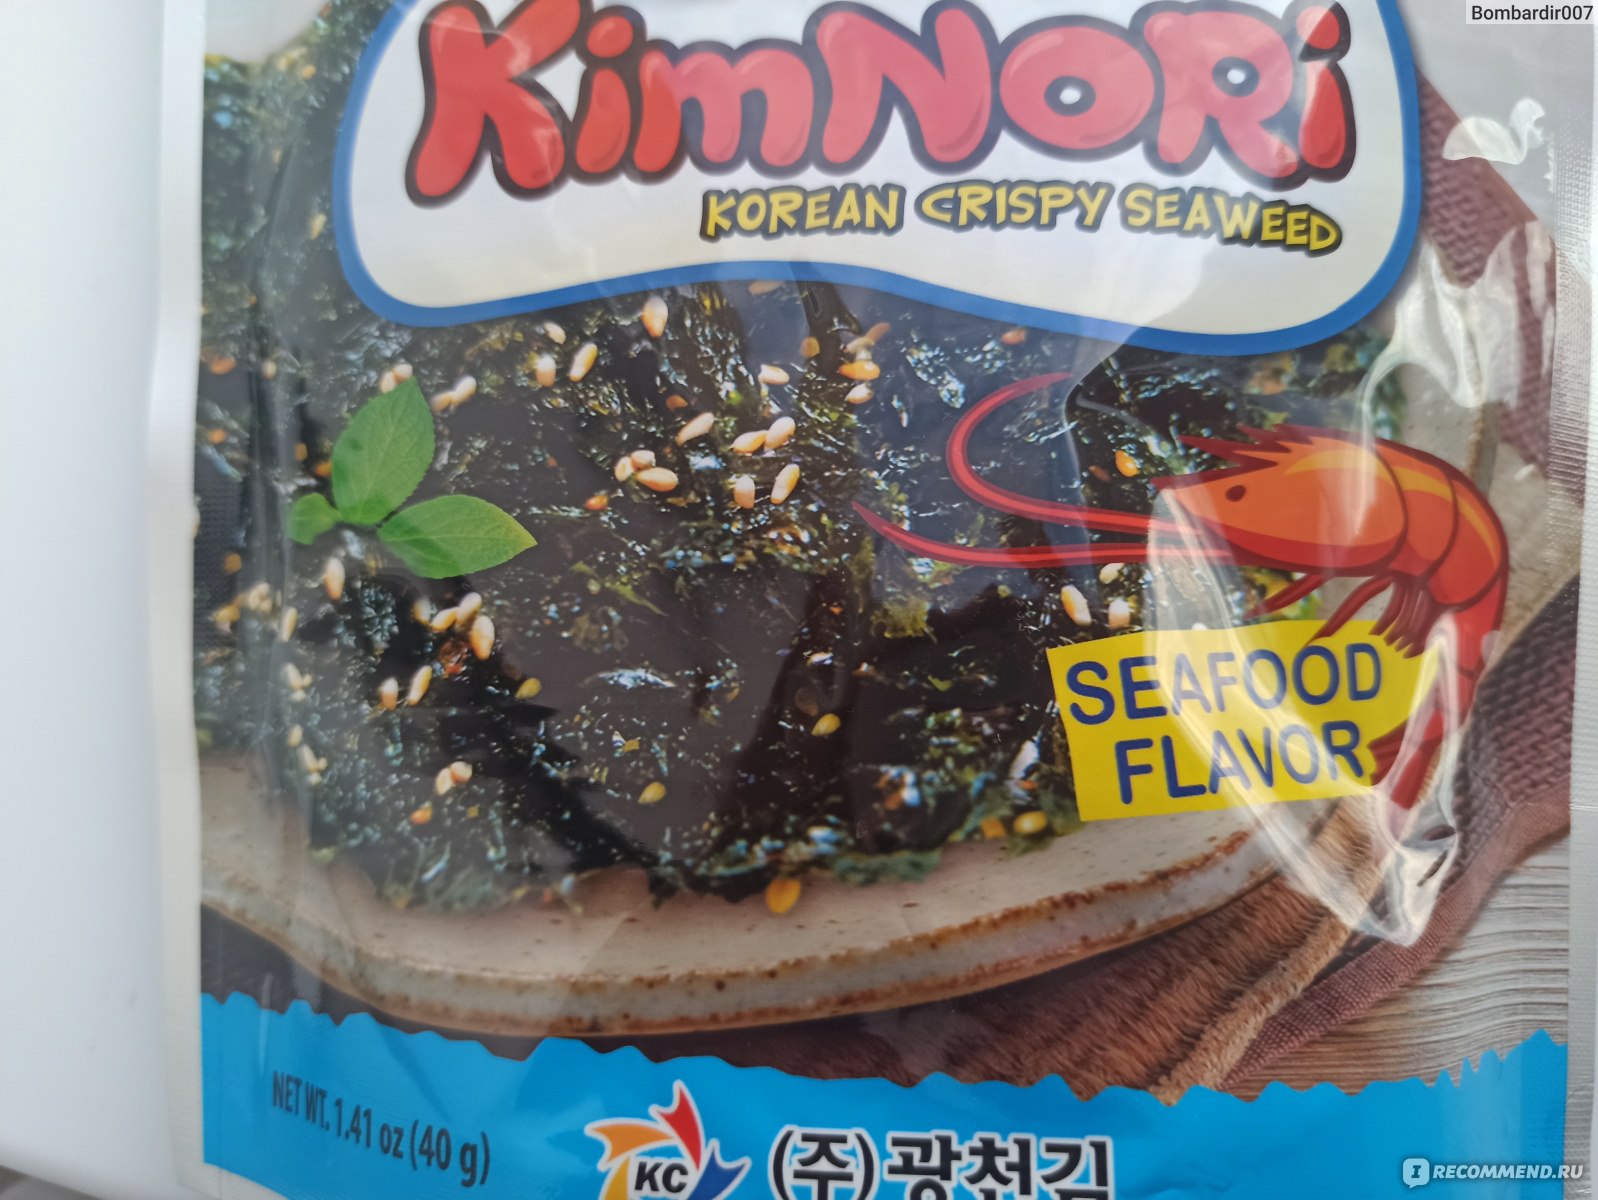 Bombardir007
KimNORi
KOREAN CRISPY SEAWEED
SEAFOOD
FLAVOR
NET WT. 1.41 oz (40 g)
KC
(주)광천김
IRECOMMEND.RU